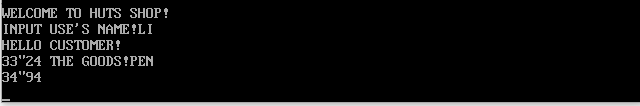 WELCOME TO HUTS SHOP!
INPUT USE'S NAME!LI
HELLO CUSTOMER!
33"24 THE GOODS!PEN
34"94